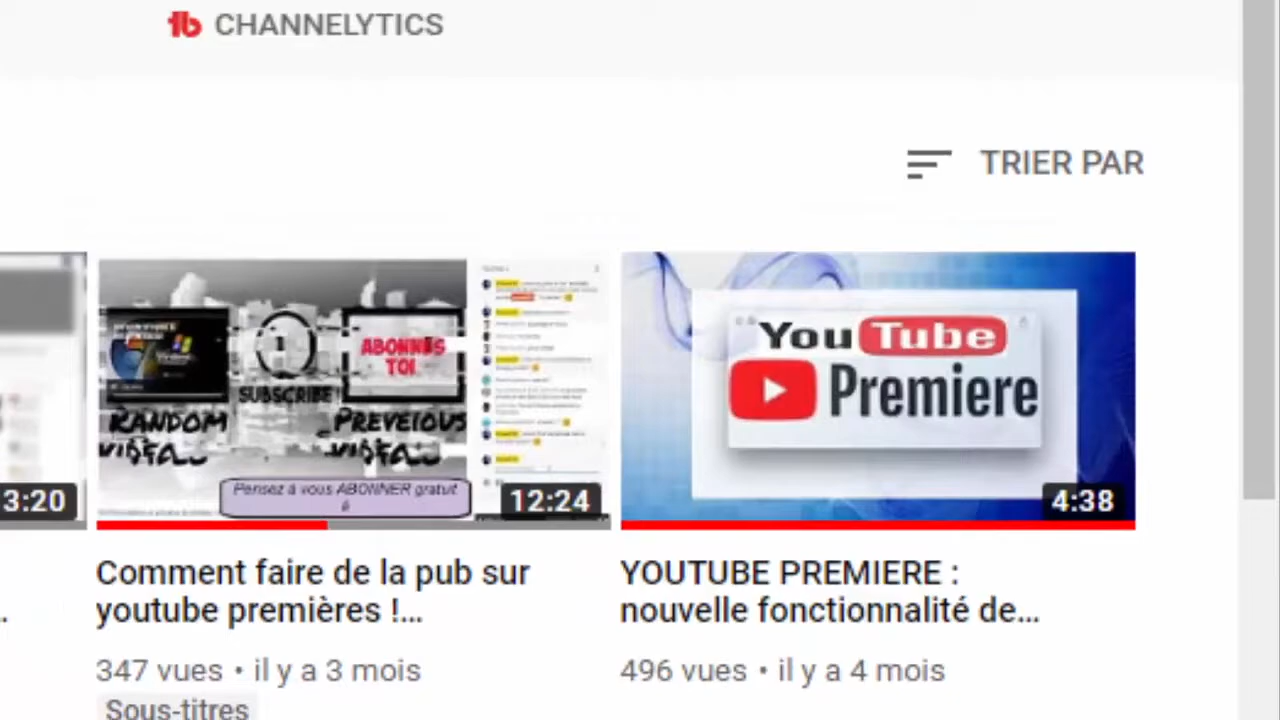 CHANNELYTICS
TRIER PAR
ABONNES
TOI
SUBSCRIBE
RANDOM
PREVEIOUS
Pensez à vous ABONNER gratuit
3:20
12:24
You Tube
Premiere
4:38
Comment faire de la pub sur
youtube premières !...
347 vues • il y a 3 mois
Sous-titres
YOUTUBE PREMIERE :
nouvelle fonctionnalité de...
496 vues • il y a 4 mois